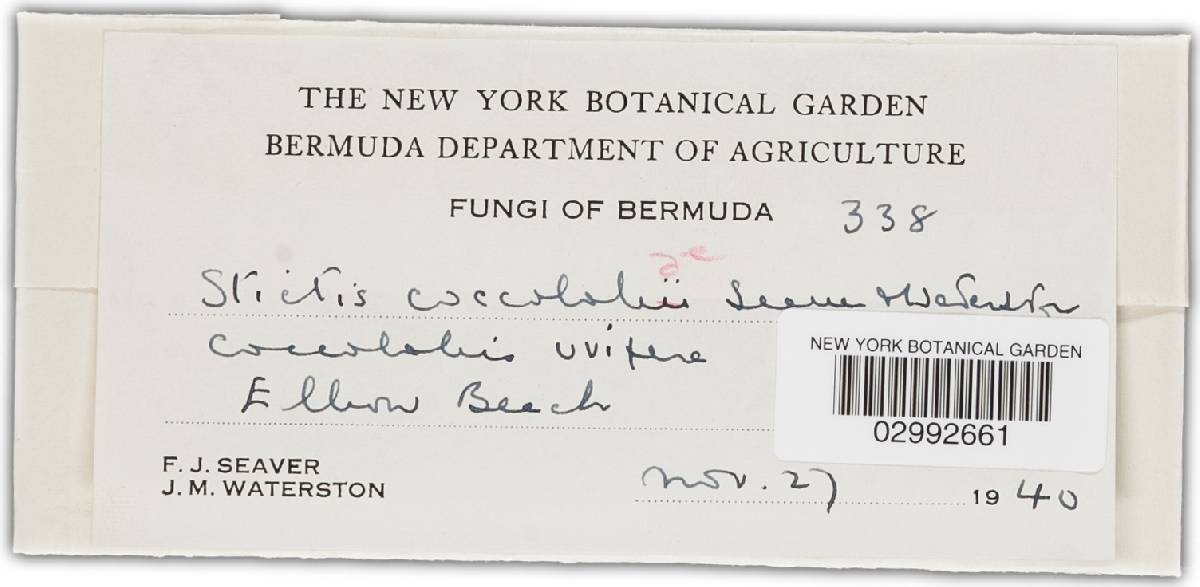 THE NEW YORK BOTANICAL GARDEN
BERMUDA DEPARTMENT OF AGRICULTURE
FUNGI OF BERMUDA 338
ae
Stictis coccolobii Seaver & Waterston
Coccolobis uvifera
Elbow Beach
NEW YORK BOTANICAL GARDEN
02992661
F. J. SEAVER
J. M. WATERSTON
Nov. 27 1940